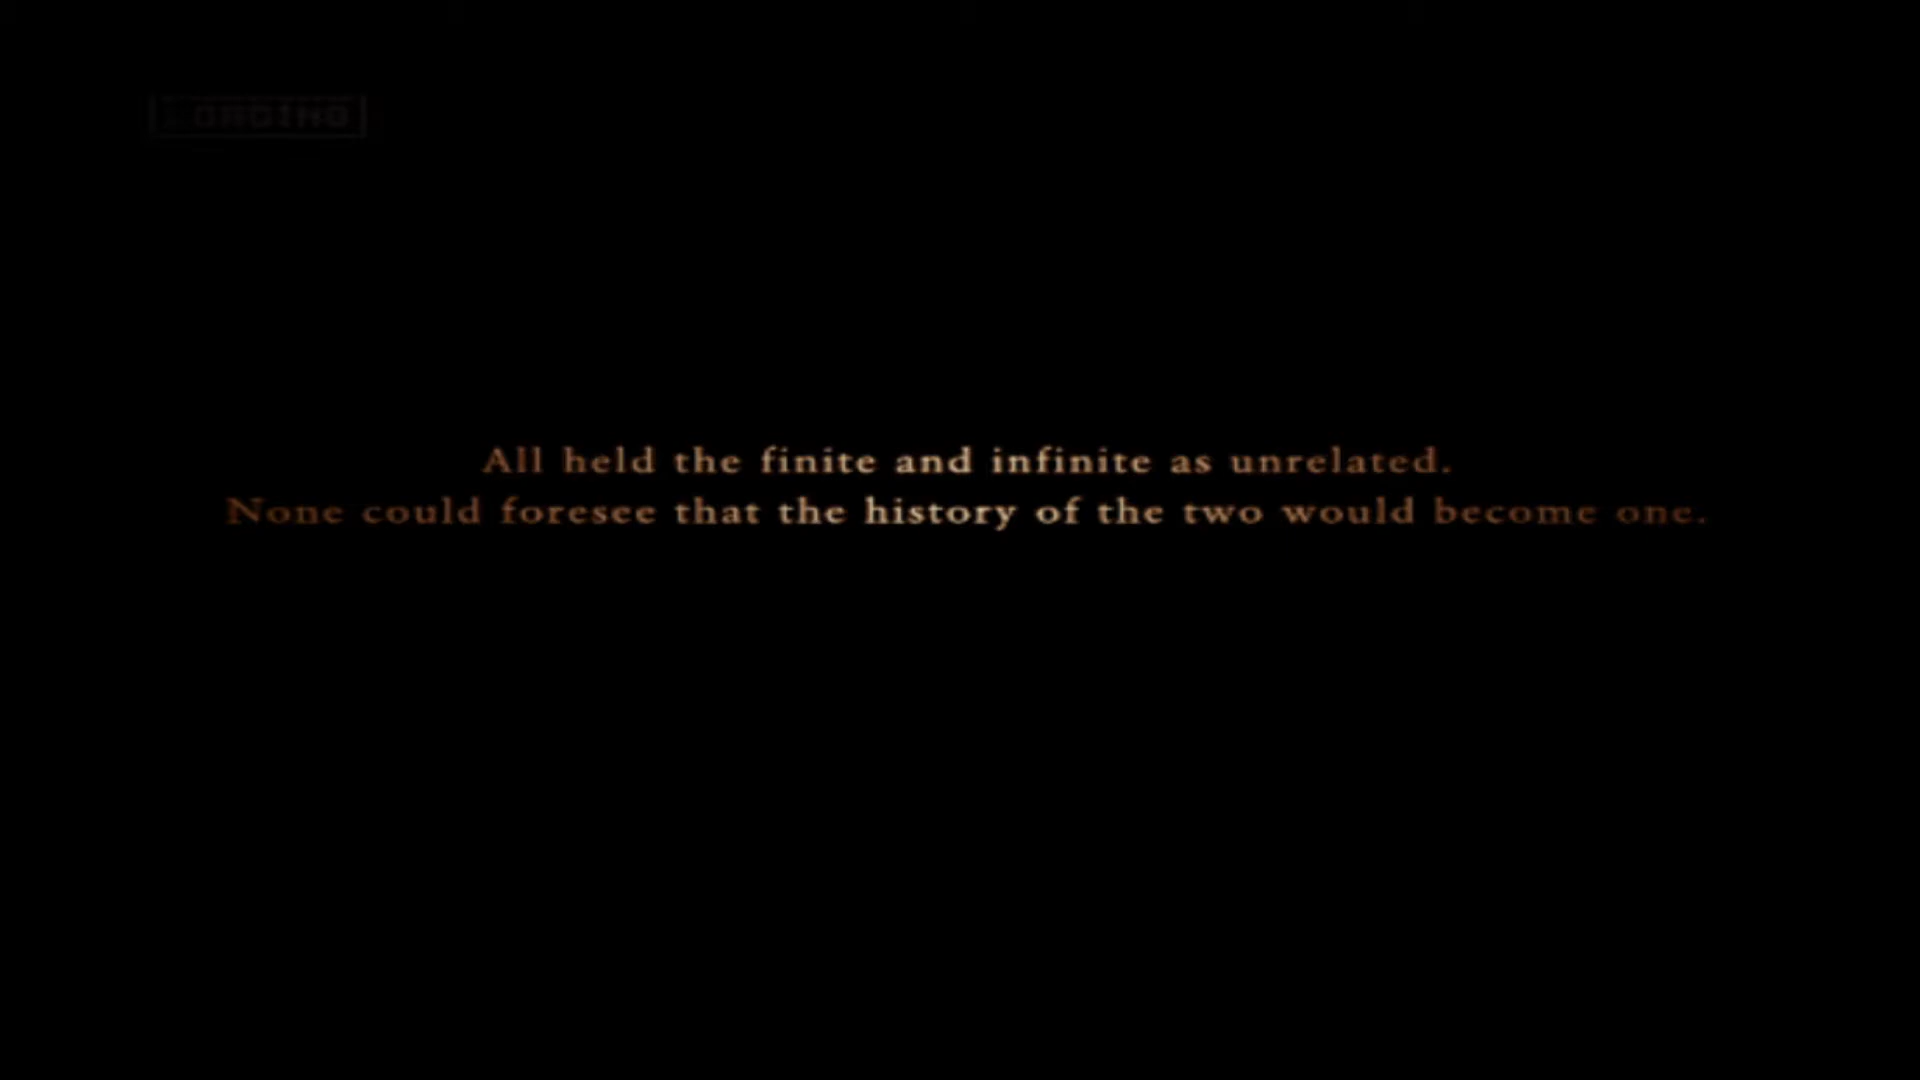 LOADING
All held the finite and infinite as unrelated.
None could foresee that the history of the two would become one.